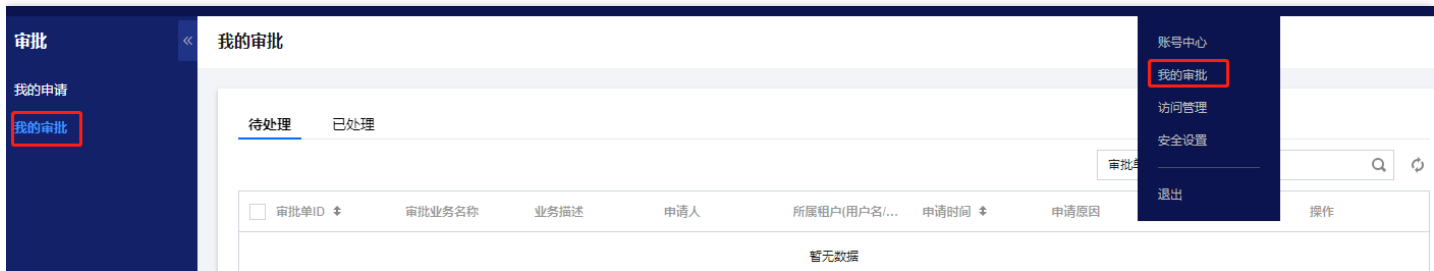 审批
«
我的审批
我的申请
我的审批
待处理 已处理
审批单ID 审批业务名称 业务描述 申请人 所属租户(用户名/... 申请时间 申请原因 操作
暂无数据
账号中心
我的审批
访问管理
安全设置
退出